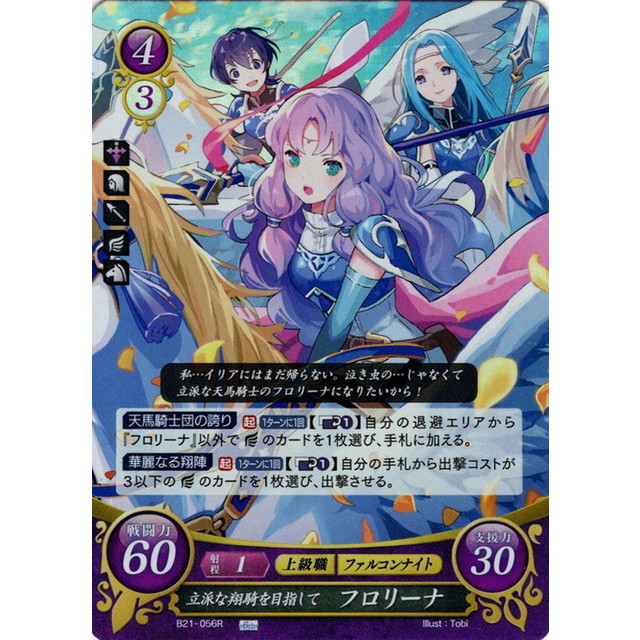 4
3
私…イリアにはまだ帰らない。泣き虫の…じゃなくて
立派な天馬騎士のフロリーナになりたいから!
天馬騎士団の誇り 起 1ターンに1回 【1】自分の退避エリアから
『フロリーナ』以外でのカードを1枚選び、手札に加える。
華麗なる翔陣 起 1ターンに1回 【1】自分の手札から出撃コストが
3以下の のカードを1枚選び、出撃させる。
戦闘力 60
射程 1 上級職 ファルコンナイト
支援力 30
立派な翔騎を目指して フロリーナ
B21-056R Illust:Tobi